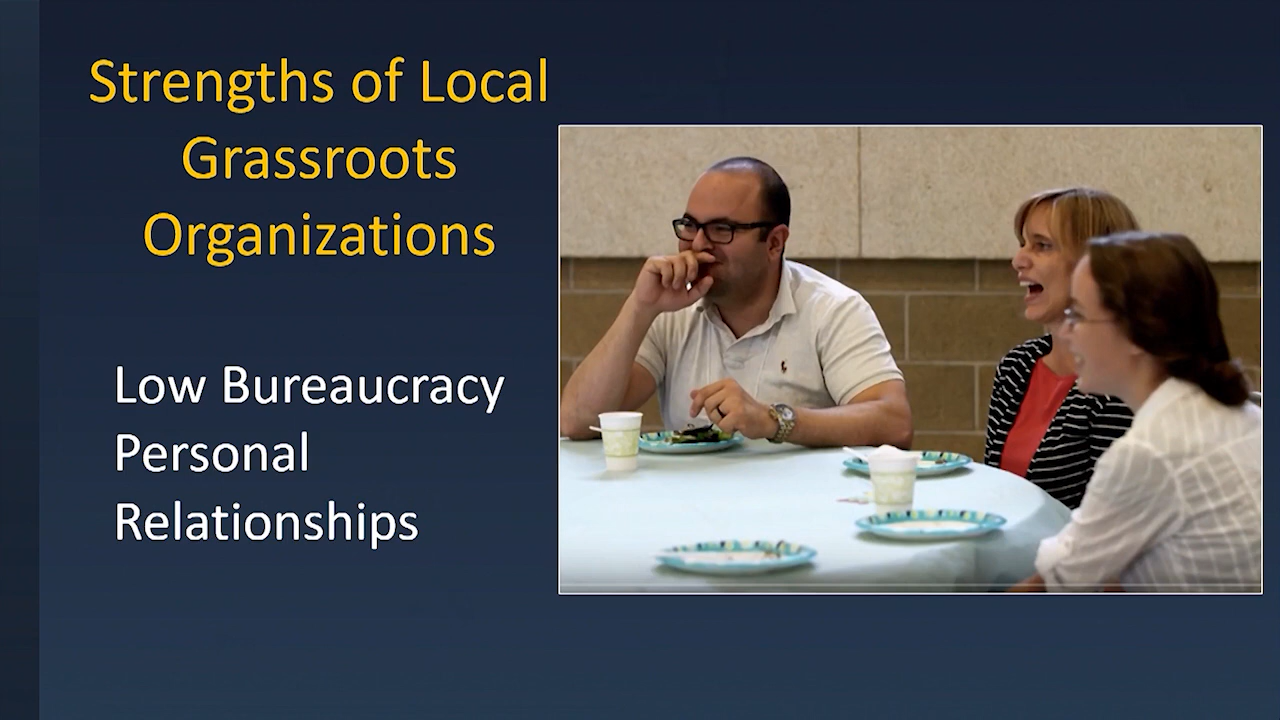 Strengths of Local
Grassroots
Organizations
Low Bureaucracy
Personal
Relationships